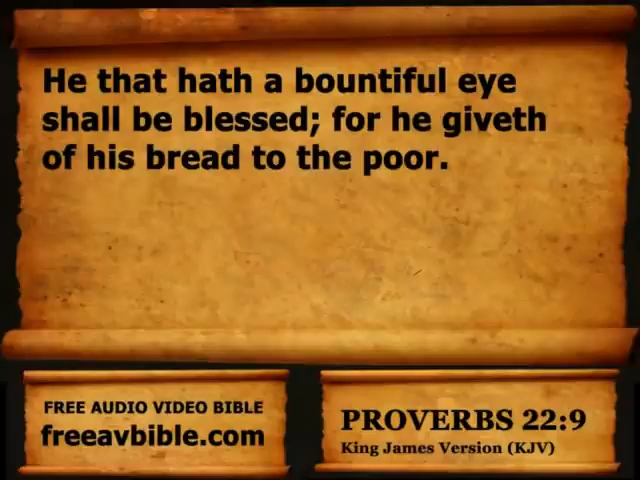 He that hath a bountiful eye
shall be blessed; for he giveth
of his bread to the poor.
FREE AUDIO VIDEO BIBLE
freeavbible.com
PROVERBS 22:9
King James Version (KJV)